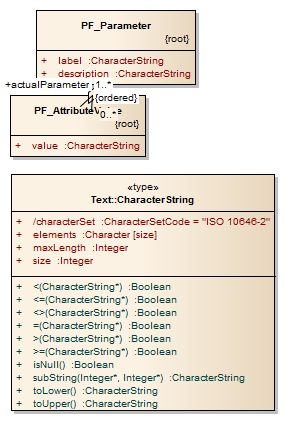 PF_Parameter
{root}
+ label :CharacterString
+ description :CharacterString
+actualParameter 1..*
{ordered}
0..*
{root}
+ value :CharacterString
«type»
Text::CharacterString
+ /characterSet :CharacterSetCode = "ISO 10646-2"
+ elements :Character [size]
+ maxLength :Integer
+ size :Integer
+ <(CharacterString*) :Boolean
+ <=(CharacterString*) :Boolean
+ <>(CharacterString*) :Boolean
+ =(CharacterString*) :Boolean
+ >(CharacterString*) :Boolean
+ >=(CharacterString*) :Boolean
+ isNull() :Boolean
+ subString(Integer*, Integer*) :CharacterString
+ toLower() :CharacterString
+ toUpper() :CharacterString